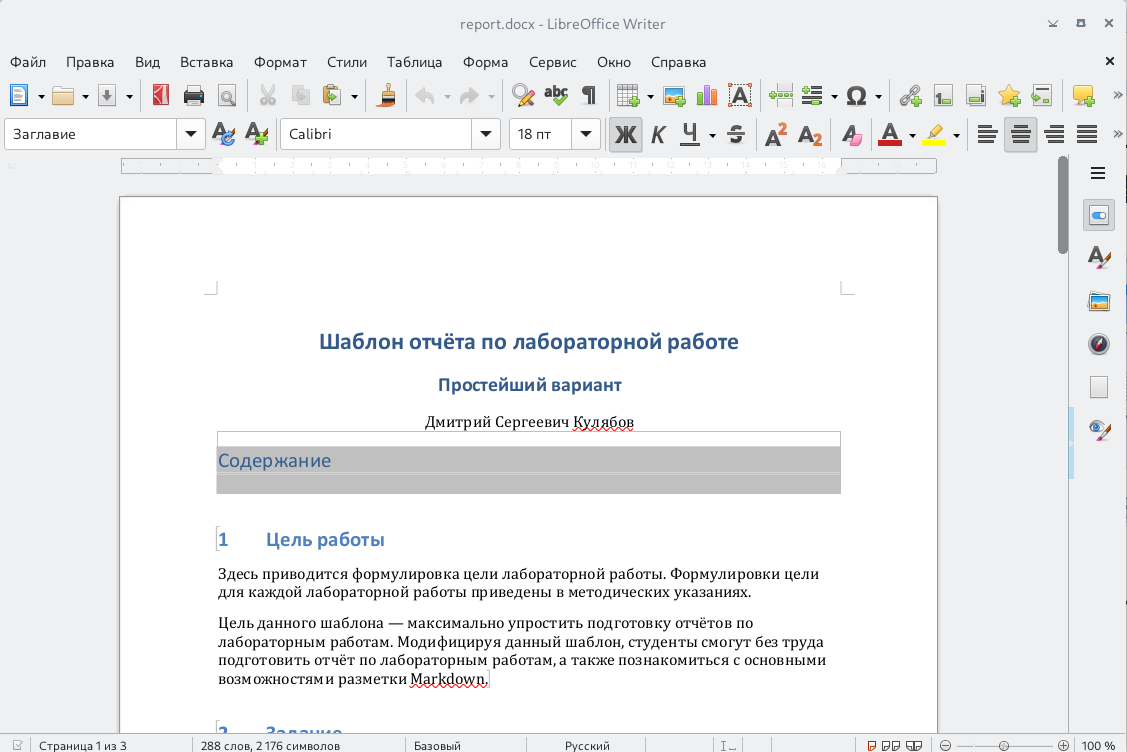 report.docx - LibreOffice Writer
Файл Правка Вид Вставка Формат Стили Таблица Форма Сервис Окно Справка
Заглавие Calibri 18 пт Ж К Ч S A2 A2
Шаблон отчёта по лабораторной работе
Простейший вариант
Дмитрий Сергеевич Кулябов
Содержание
1 Цель работы
Здесь приводится формулировка цели лабораторной работы. Формулировки цели
для каждой лабораторной работы приведены в методических указаниях.
Цель данного шаблона — максимально упростить подготовку отчётов по
лабораторным работам. Модифицируя данный шаблон, студенты смогут без труда
подготовить отчёт по лабораторным работам, а также познакомиться с основными
возможностями разметки Markdown.
2 Задание
Страница 1 из 3 288 слов, 2 176 символов Базовый Русский 100 %